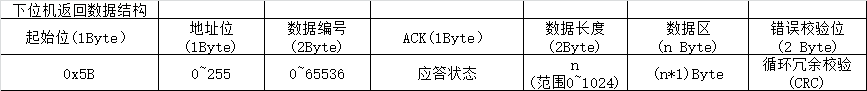 下位机返回数据结构
起始位(1Byte)
地址位
(1Byte)
数据编号
(2Byte)
ACK(1Byte)
数据长度
(2Byte)
数据区
(n Byte)
错误校验位
(2 Byte)
0x5B
0~255
0~65536
应答状态
n
(范围0~1024)
(n*1)Byte
循环冗余校验
(CRC)